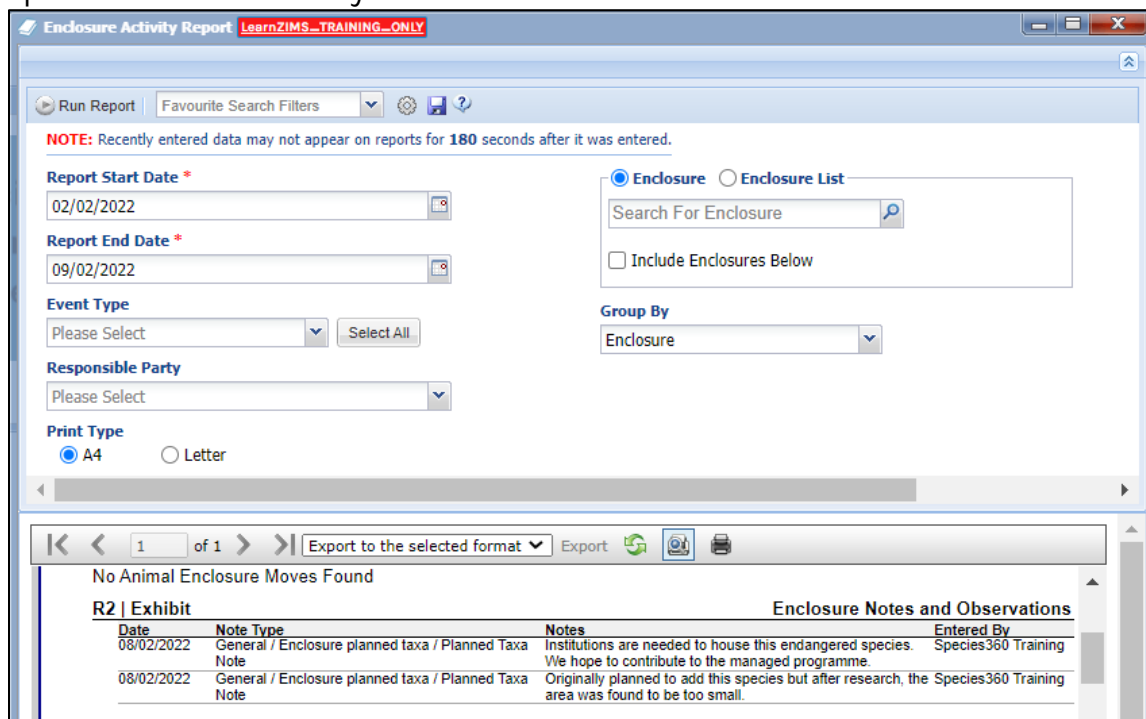 Enclosure Activity Report LearnZIMS_TRAINING_ONLY
Run Report Favourite Search Filters
NOTE: Recently entered data may not appear on reports for 180 seconds after it was entered.
Report Start Date *
02/02/2022
Report End Date *
09/02/2022
Event Type
Please Select Select All
Responsible Party
Please Select
Print Type
A4 Letter
Enclosure Enclosure List
Search For Enclosure
Include Enclosures Below
Group By
Enclosure
1 of 1 Export to the selected format Export
No Animal Enclosure Moves Found
R2 | Exhibit Enclosure Notes and Observations
Date Note Type Notes Entered By
08/02/2022 General / Enclosure planned taxa / Planned Taxa Institutions are needed to house this endangered species. Species360 Training
Note We hope to contribute to the managed programme.
08/02/2022 General / Enclosure planned taxa / Planned Taxa Originally planned to add this species but after research, the Species360 Training
Note area was found to be too small.